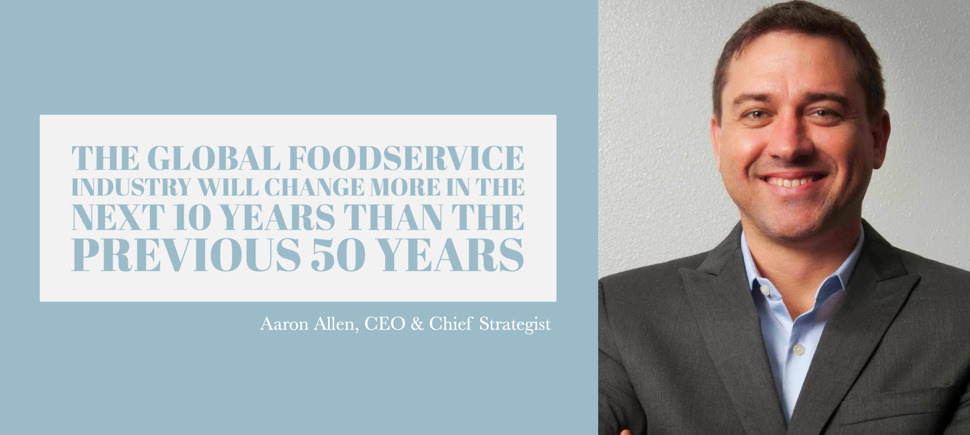 THE GLOBAL FOODSERVICE
INDUSTRY WILL CHANGE MORE IN THE
NEXT 10 YEARS THAN THE
PREVIOUS 50 YEARS
Aaron Allen, CEO & Chief Strategist